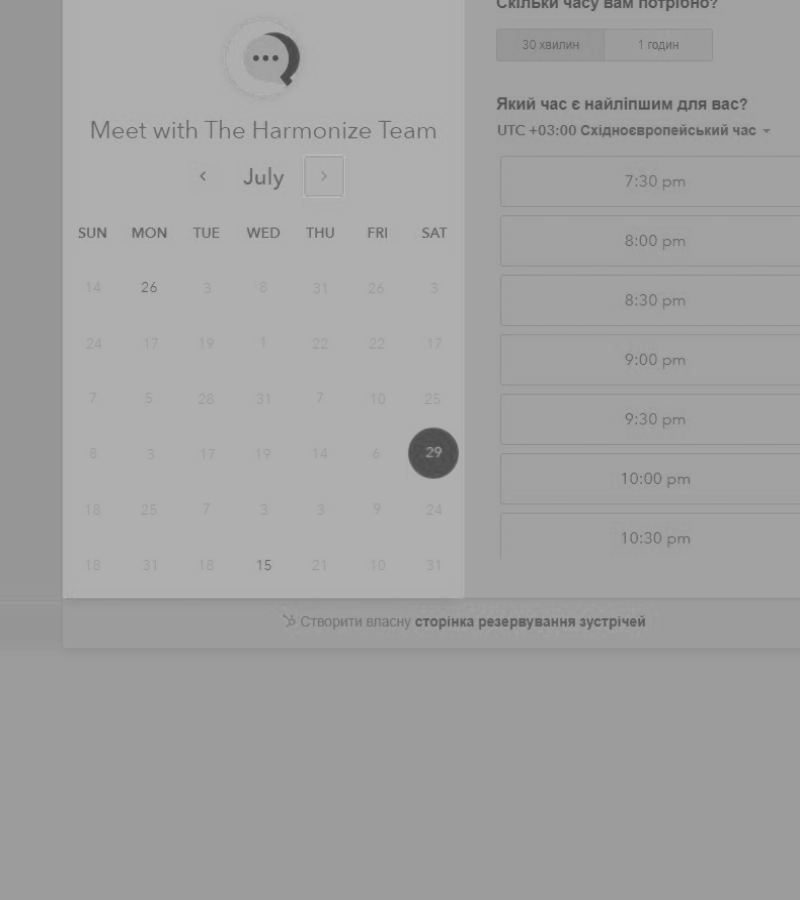 Meet with The Harmonize Team
July
SUN MON TUE WED THU FRI SAT
14 26 3 8 31 26 3
24 17 19 1 22 22 17
7 5 28 31 7 10 25
8 3 17 19 14 6 29
18 25 7 3 3 9 24
18 31 18 15 21 10 31
Скільки часу вам потрібно?
30 хвилин 1 годин
Який час є найліпшим для вас?
UTC +03:00 Східноєвропейський час
7:30 pm
8:00 pm
8:30 pm
9:00 pm
9:30 pm
10:00 pm
10:30 pm
Створити власну сторінка резервування зустрічей